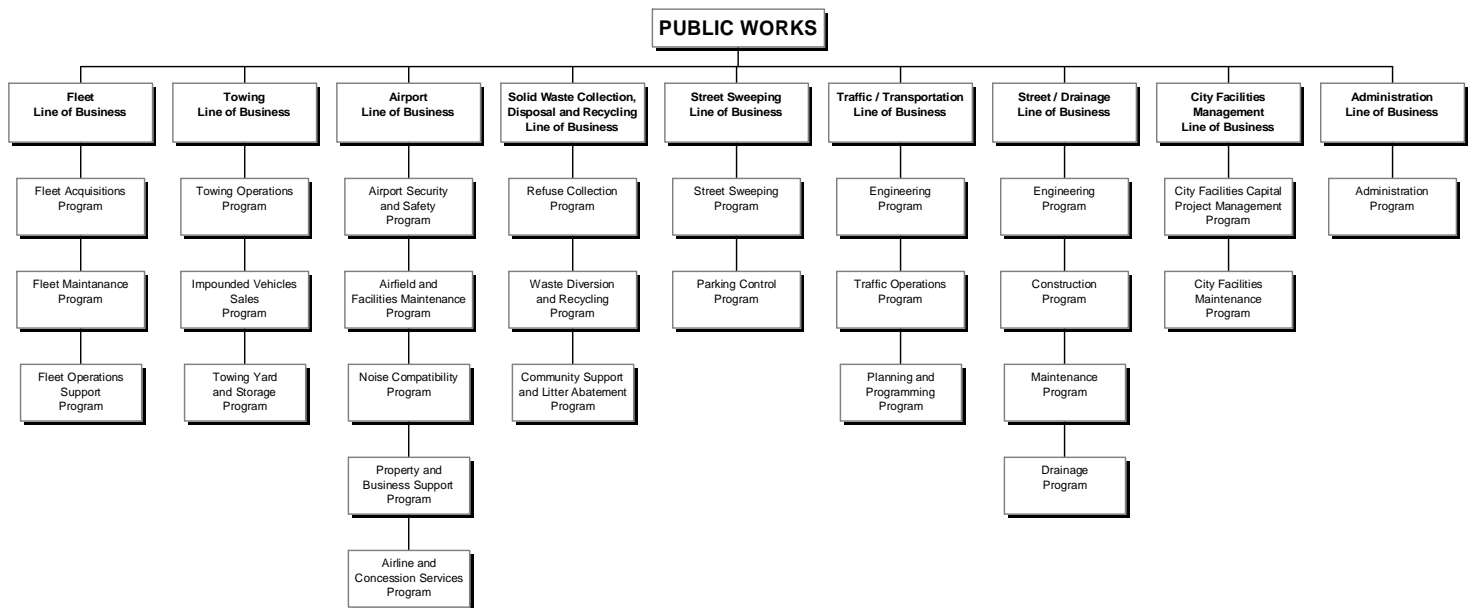 PUBLIC WORKS
Fleet
Line of Business
Towing
Line of Business
Airport
Line of Business
Solid Waste Collection,
Disposal and Recycling
Line of Business
Street Sweeping
Line of Business
Traffic / Transportation
Line of Business
Street / Drainage
Line of Business
City Facilities
Management
Line of Business
Administration
Line of Business
Fleet Acquisitions
Program
Towing Operations
Program
Airport Security
and Safety
Program
Refuse Collection
Program
Street Sweeping
Program
Engineering
Program
Engineering
Program
City Facilities Capital
Project Management
Program
Administration
Program
Fleet Maintanance
Program
Impounded Vehicles
Sales
Program
Airfield and
Facilities Maintenance
Program
Waste Diversion
and Recycling
Program
Parking Control
Program
Traffic Operations
Program
Construction
Program
City Facilities
Maintenance
Program
Fleet Operations
Support
Program
Towing Yard
and Storage
Program
Noise Compatibility
Program
Community Support
and Litter Abatement
Program
Planning and
Programming
Program
Maintenance
Program
Property and
Business Support
Program
Drainage
Program
Airline and
Concession Services
Program